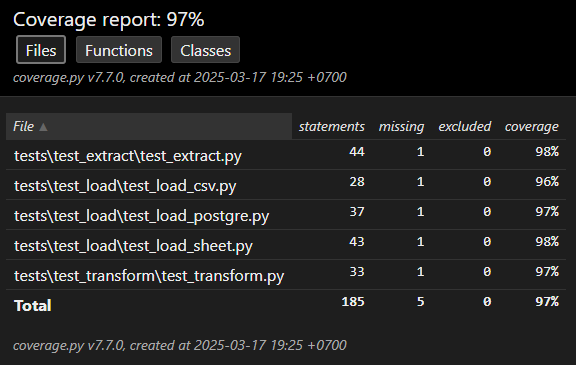 Coverage report: 97%
Files Functions Classes
coverage.py v7.7.0, created at 2025-03-17 19:25 +0700
File ▲ statements missing excluded coverage
tests\test_extract\test_extract.py 44 1 0 98%
tests\test_load\test_load_csv.py 28 1 0 96%
tests\test_load\test_load_postgre.py 37 1 0 97%
tests\test_load\test_load_sheet.py 43 1 0 98%
tests\test_transform\test_transform.py 33 1 0 97%
Total 185 5 0 97%
coverage.py v7.7.0, created at 2025-03-17 19:25 +0700